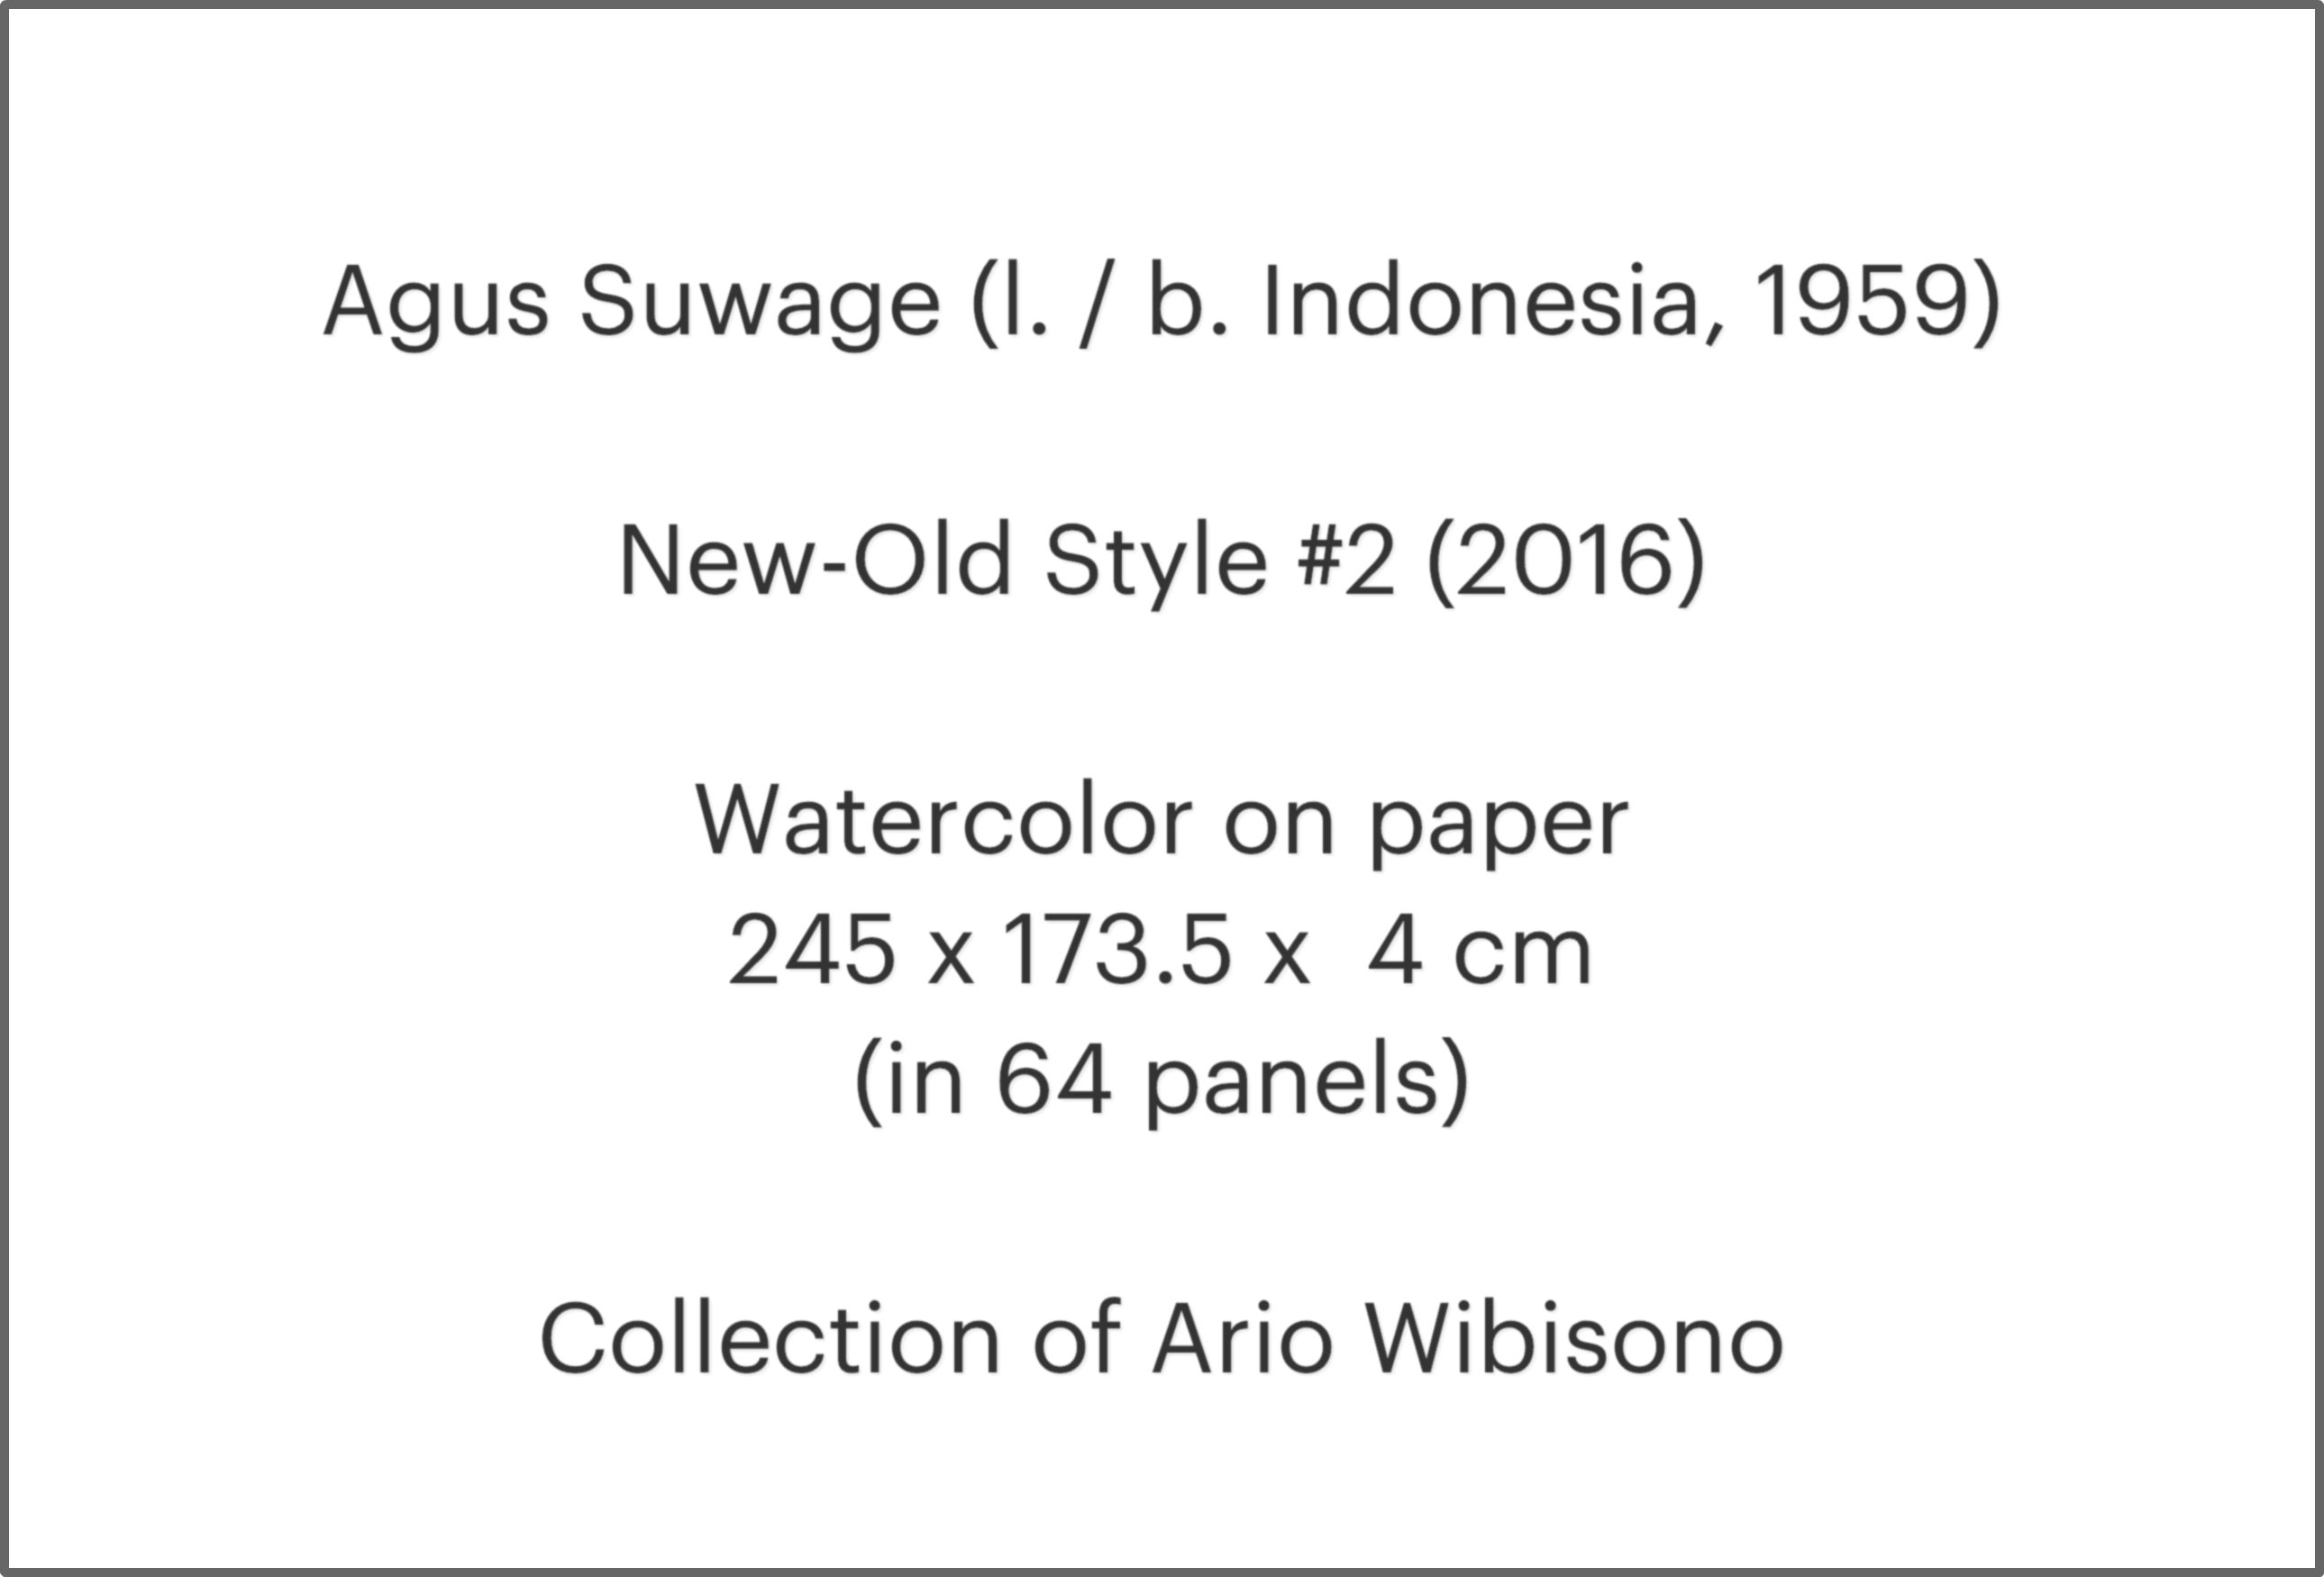 Agus Suwage (l. / b. Indonesia, 1959)
New-Old Style #2 (2016)
Watercolor on paper
245 x 173.5 x  4 cm
(in 64 panels)
Collection of Ario Wibisono